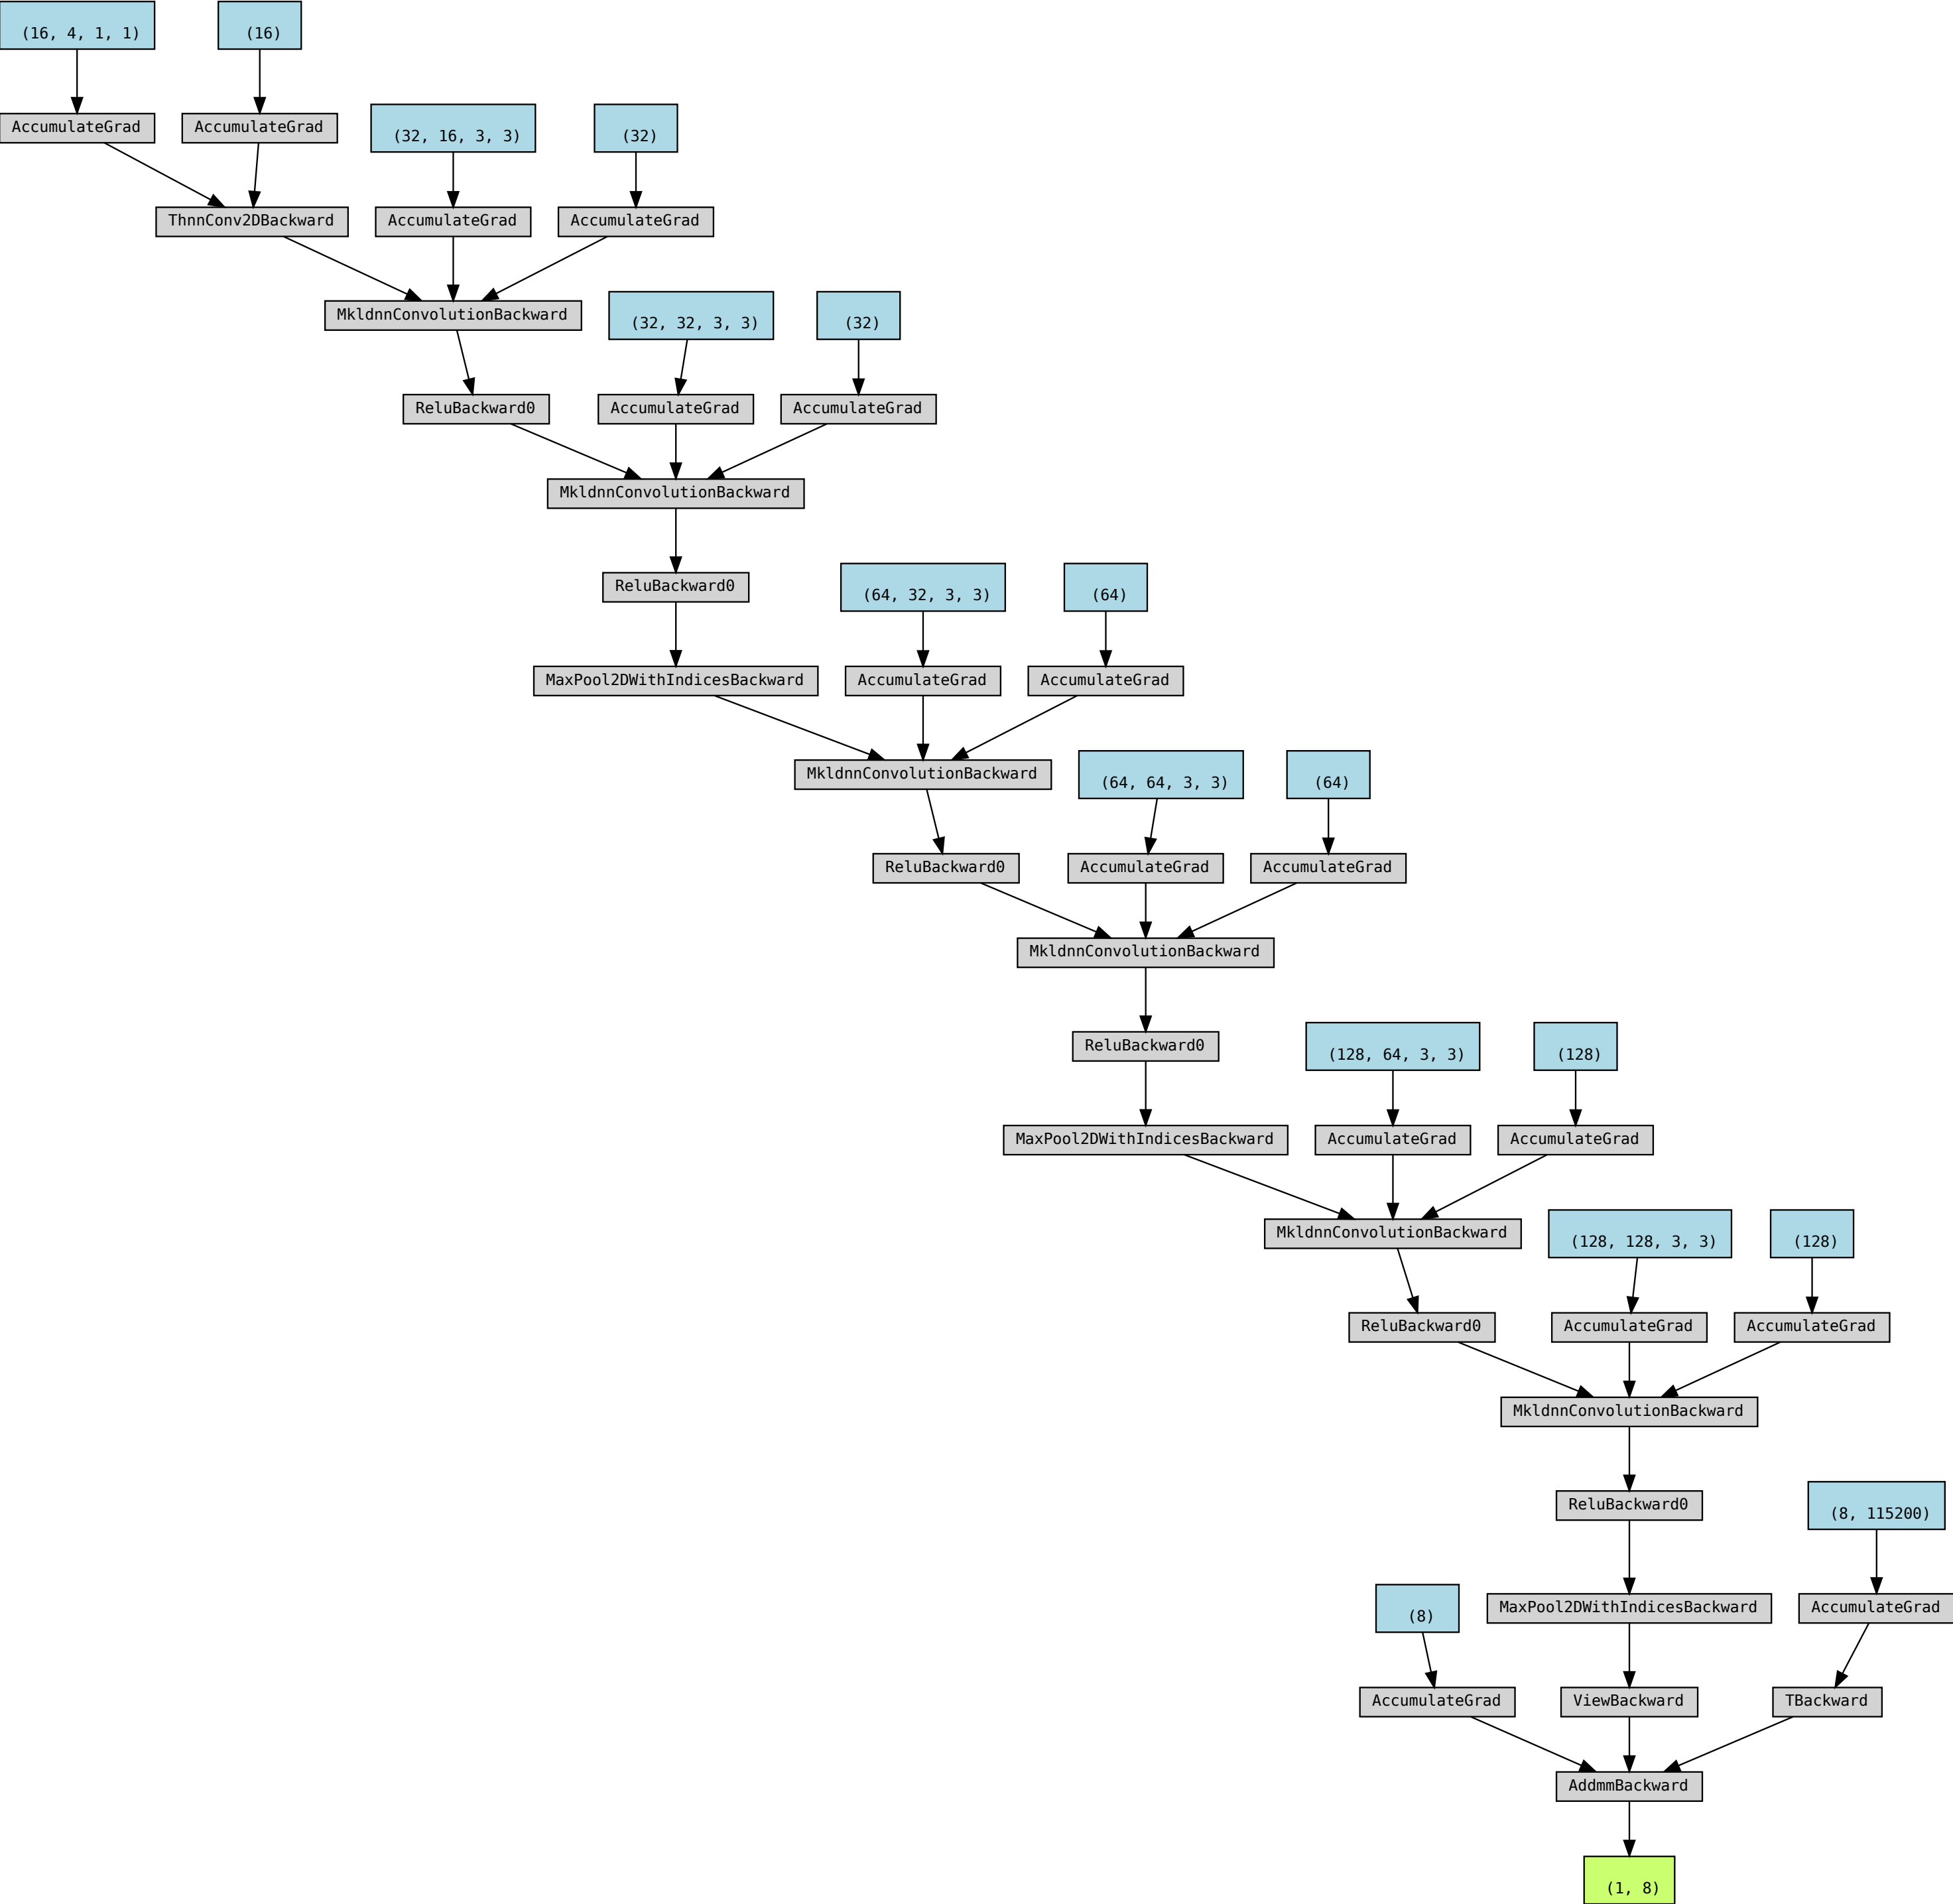 (16, 4, 1, 1)
(16)
AccumulateGrad
AccumulateGrad
(32, 16, 3, 3)
(32)
ThnnConv2DBackward
AccumulateGrad
AccumulateGrad
MkldnnConvolutionBackward
(32, 32, 3, 3)
(32)
ReluBackward0
AccumulateGrad
AccumulateGrad
MkldnnConvolutionBackward
ReluBackward0
(64, 32, 3, 3)
(64)
MaxPool2DWithIndicesBackward
AccumulateGrad
AccumulateGrad
MkldnnConvolutionBackward
(64, 64, 3, 3)
(64)
ReluBackward0
AccumulateGrad
AccumulateGrad
MkldnnConvolutionBackward
ReluBackward0
(128, 64, 3, 3)
(128)
MaxPool2DWithIndicesBackward
AccumulateGrad
AccumulateGrad
MkldnnConvolutionBackward
(128, 128, 3, 3)
(128)
ReluBackward0
AccumulateGrad
AccumulateGrad
MkldnnConvolutionBackward
ReluBackward0
(8, 115200)
(8)
MaxPool2DWithIndicesBackward
AccumulateGrad
AccumulateGrad
ViewBackward
TBackward
AddmmBackward
(1, 8)